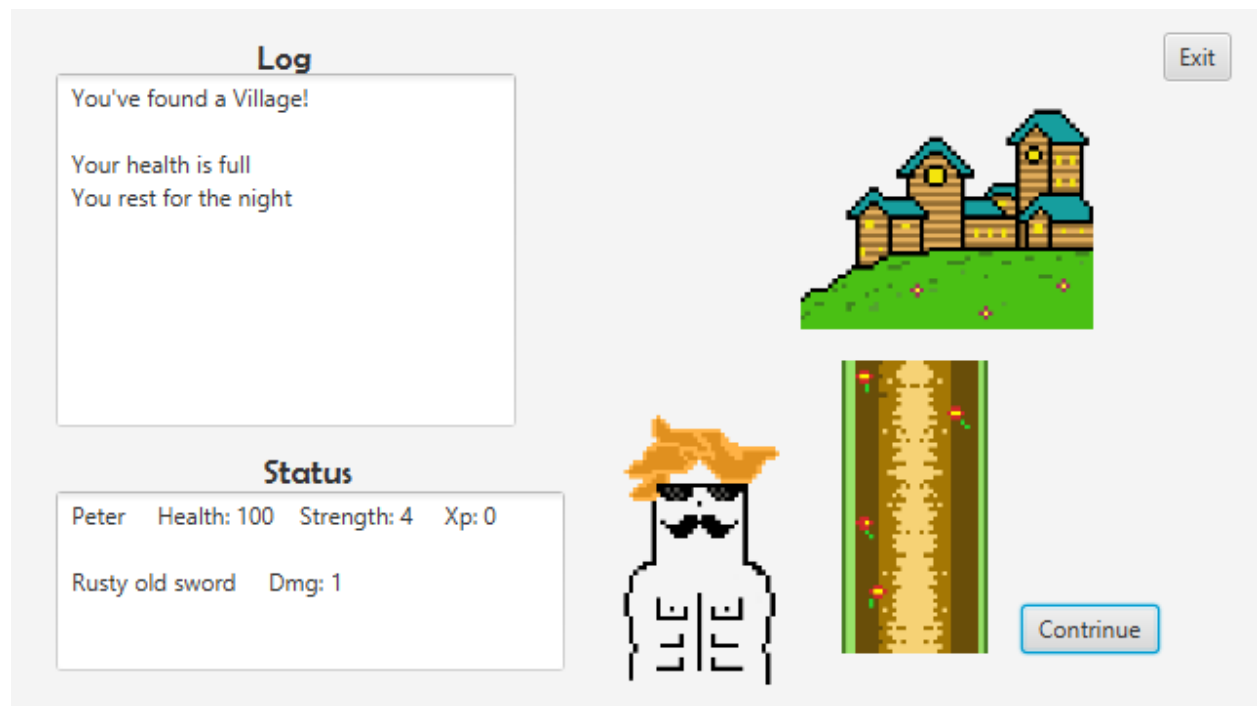 Log
Exit
You've found a Village!
Your health is full
You rest for the night
Status
Peter Health: 100 Strength: 4 Xp: 0
Rusty old sword Dmg: 1
Contrinue